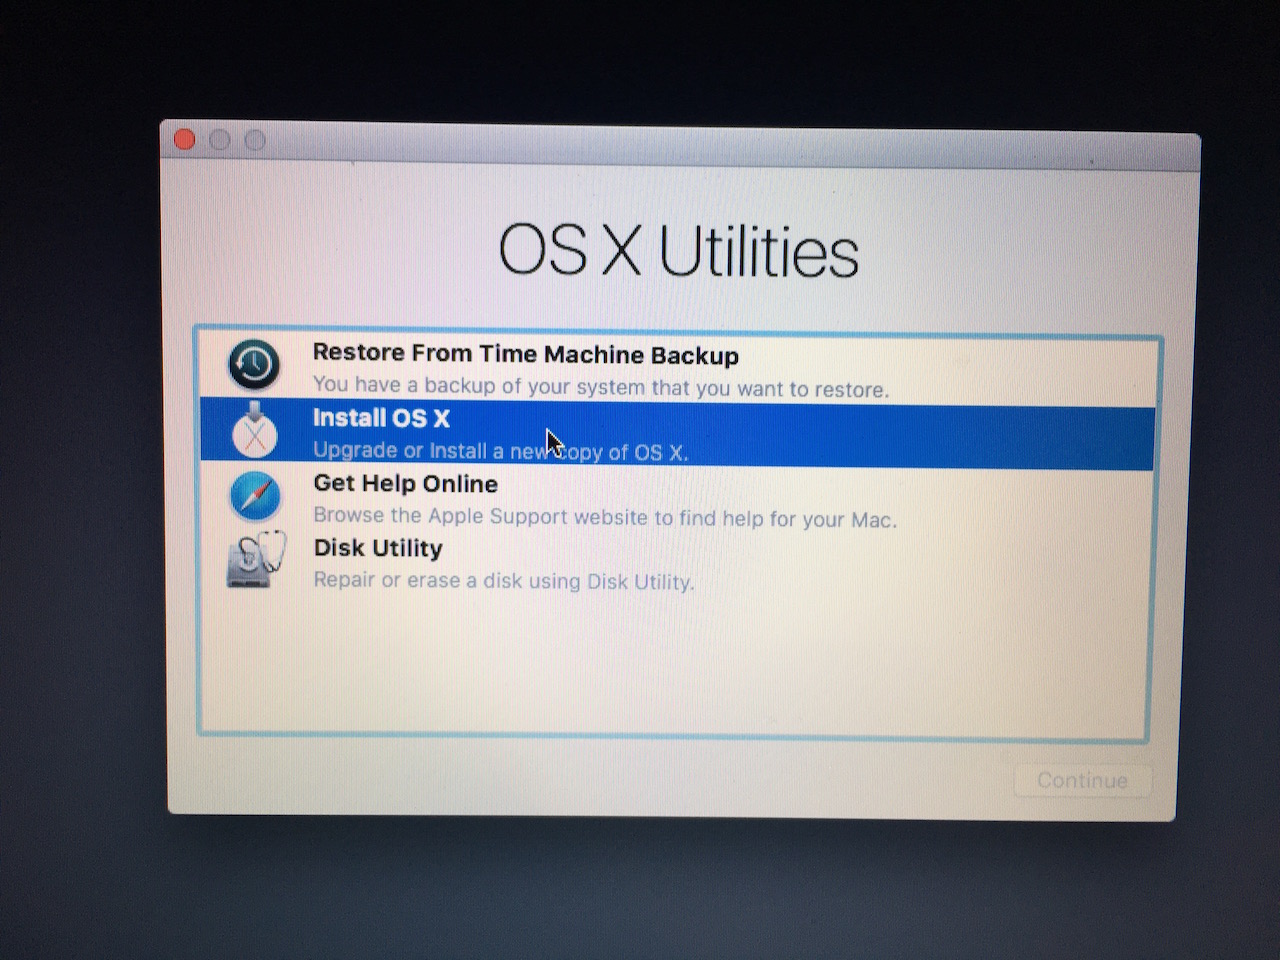 OS X Utilities
Restore From Time Machine Backup
You have a backup of your system that you want to restore.
Install OS X
Upgrade or Install a new copy of OS X.
Get Help Online
Browse the Apple Support website to find help for your Mac.
Disk Utility
Repair or erase a disk using Disk Utility.
Continue